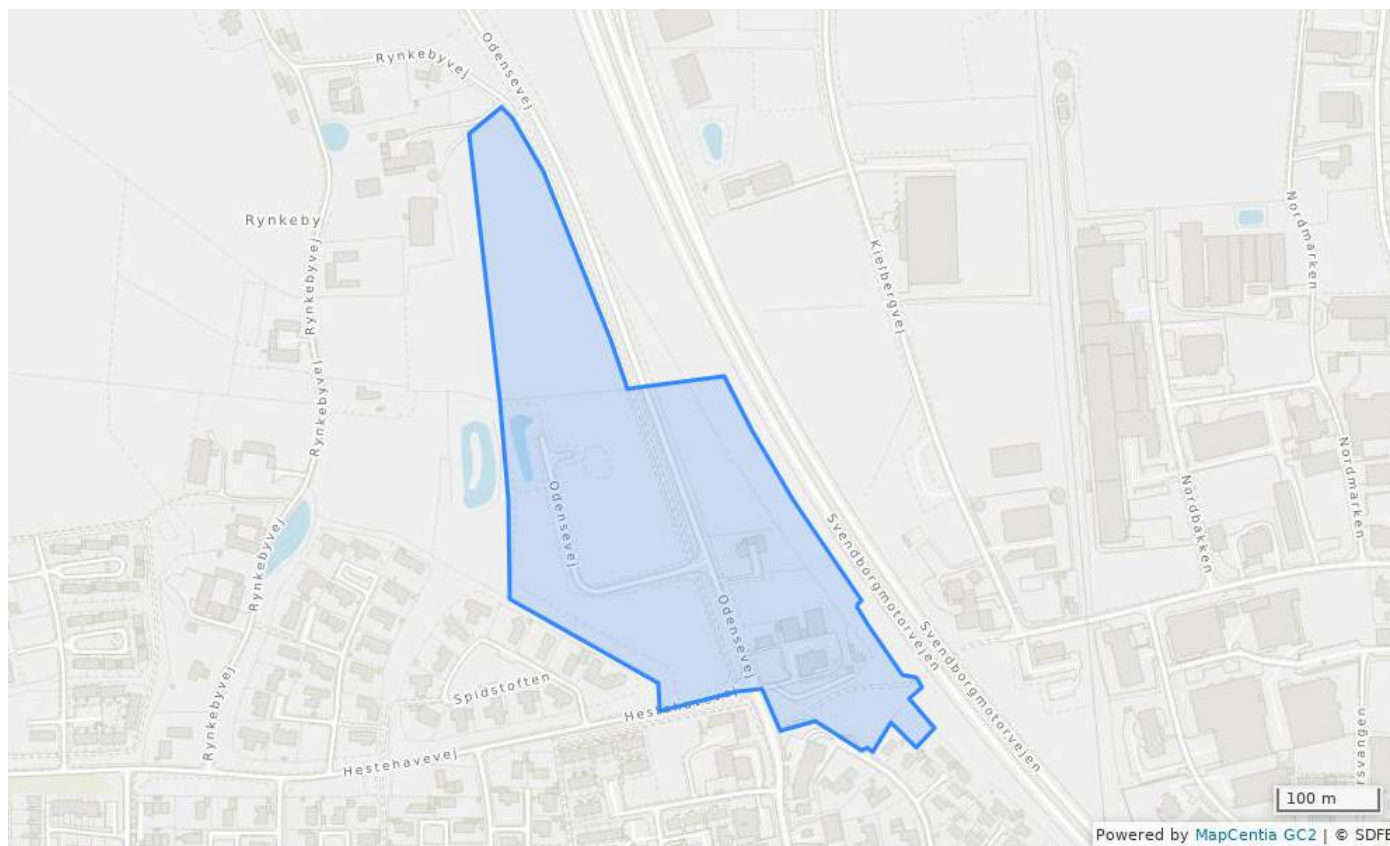 Rynkebyvej
Odensevej
Rynkeby
Rynkebyvej
Nordmarken
Kielbergvej
Rynkebyvej
Nordmarken
Nordbakken
Odensevej
Rynkebyvej
Svendborgmotorvejen
Odensevej
Svendborgmotorvejen
Spidstoften
Rynkebyvej
Hestehavevej
Hestehavevej
100 m
Powered by MapCentia GC2 | © SDFE